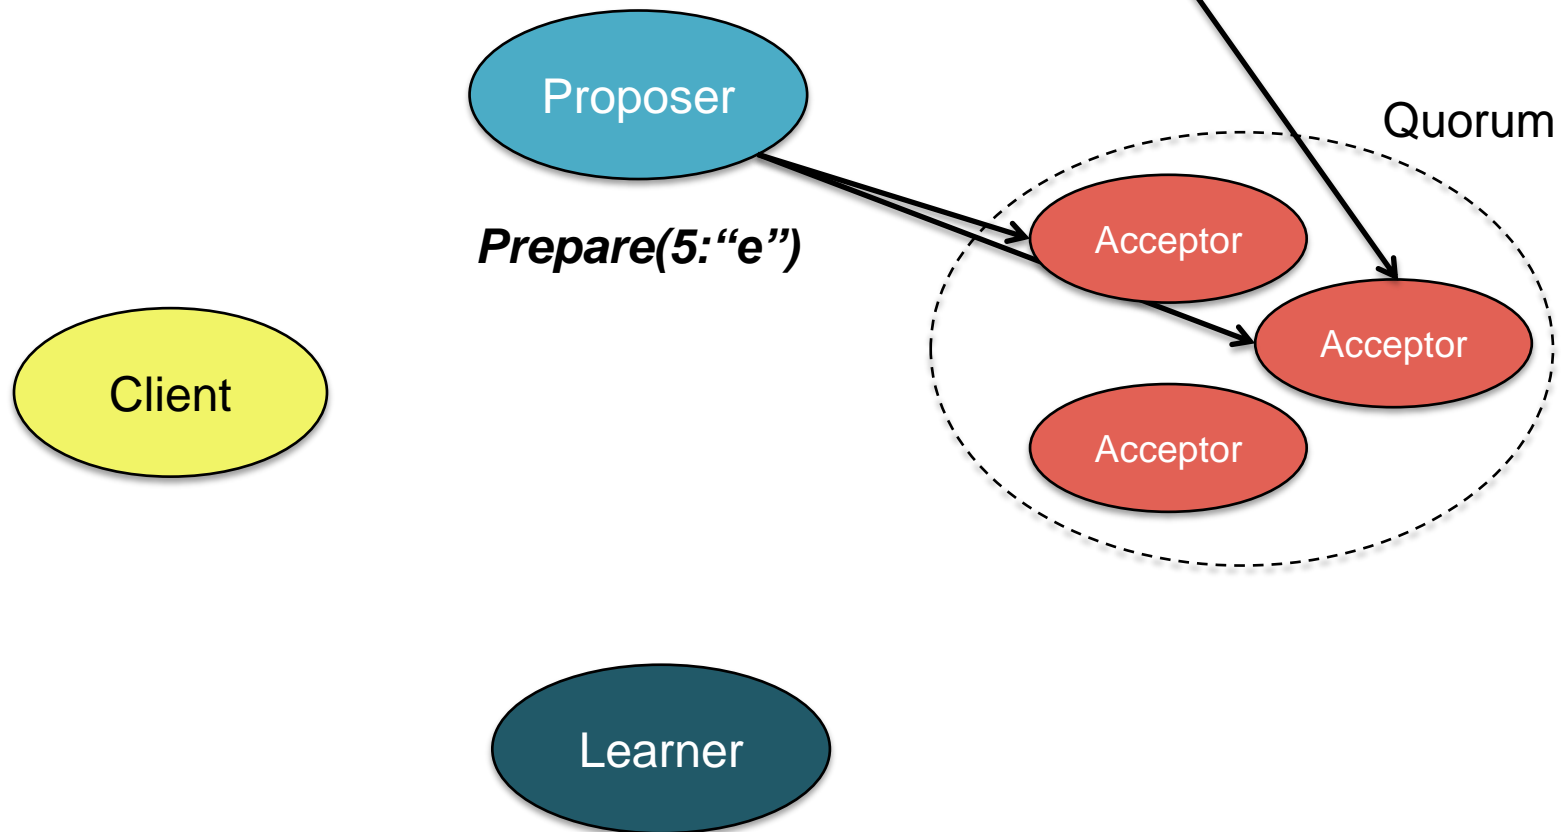 Proposer
Quorum
Prepare(5:“e”)
Acceptor
Acceptor
Client
Acceptor
Learner